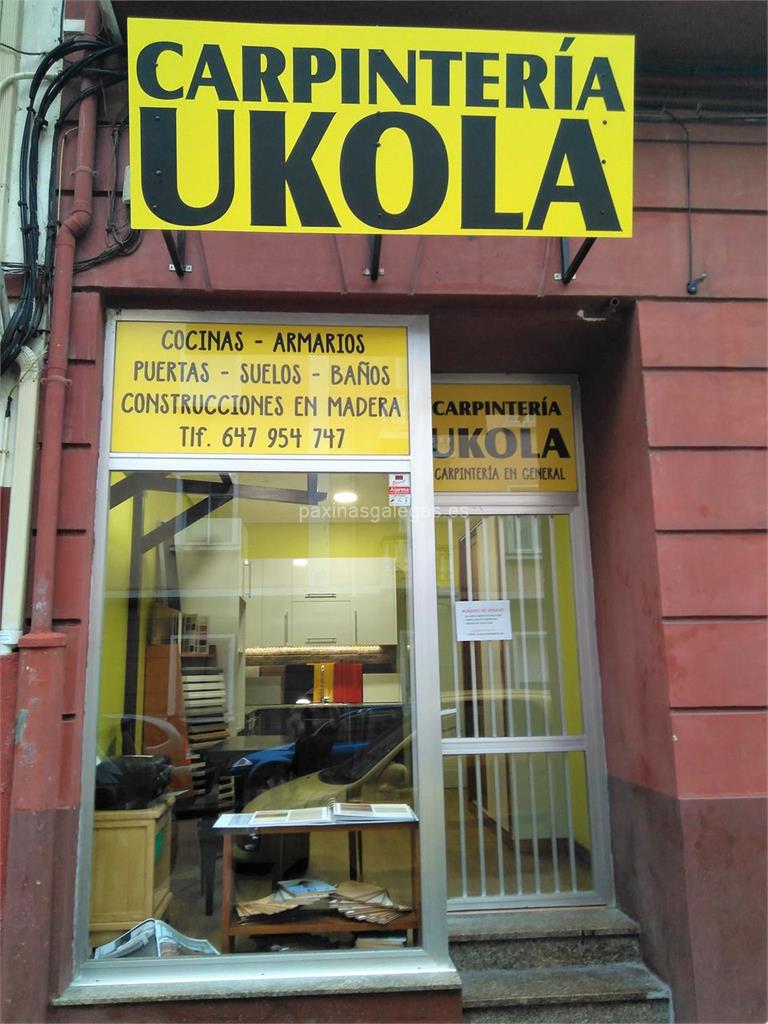 CARPINTERÍA
UKOLA
COCINAS - ARMARIOS
PUERTAS - SUELOS - BAÑOS
CONSTRUCCIONES EN MADERA
Tlf. 647 954 747
CARPINTERÍA
UKOLA
CARPINTERÍA EN GENERAL
Alarma
paxinasgalegas.es